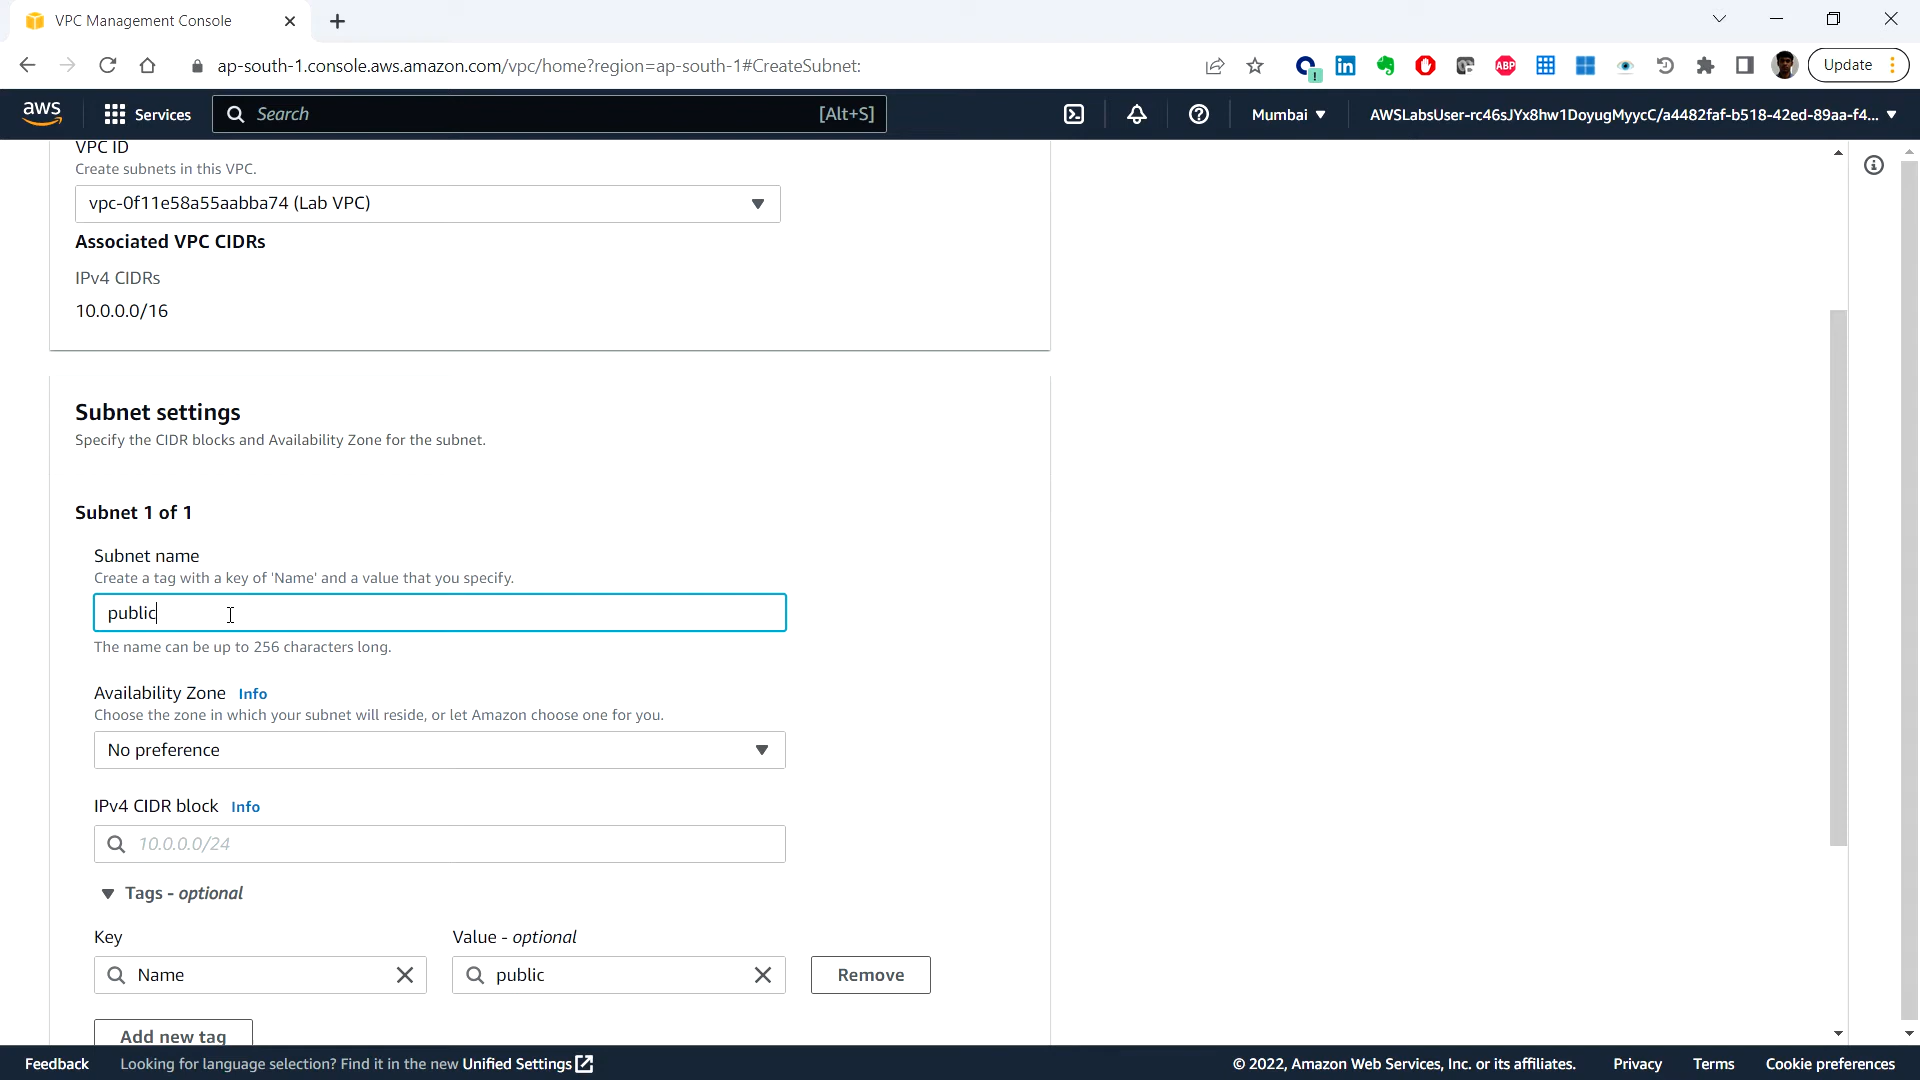 VPC Management Console
ap-south-1.console.aws.amazon.com/vpc/home?region=ap-south-1#CreateSubnet:
ABP
Update
aws
Services
Search
[Alt+S]
Mumbai
AWSLabsUser-rc46sJYx8hw1DoyugMyycC/a4482faf-b518-42ed-89aa-f4...
VPC ID
Create subnets in this VPC.
vpc-0f11e58a55aabba74 (Lab VPC)
Associated VPC CIDRs
IPv4 CIDRs
10.0.0.0/16
Subnet settings
Specify the CIDR blocks and Availability Zone for the subnet.
Subnet 1 of 1
Subnet name
Create a tag with a key of 'Name' and a value that you specify.
public
The name can be up to 256 characters long.
Availability Zone Info
Choose the zone in which your subnet will reside, or let Amazon choose one for you.
No preference
IPv4 CIDR block Info
10.0.0.0/24
Tags - optional
Key
Value - optional
Name
public
Remove
Add new tag
Feedback
Looking for language selection? Find it in the new Unified Settings
© 2022, Amazon Web Services, Inc. or its affiliates.
Privacy
Terms
Cookie preferences